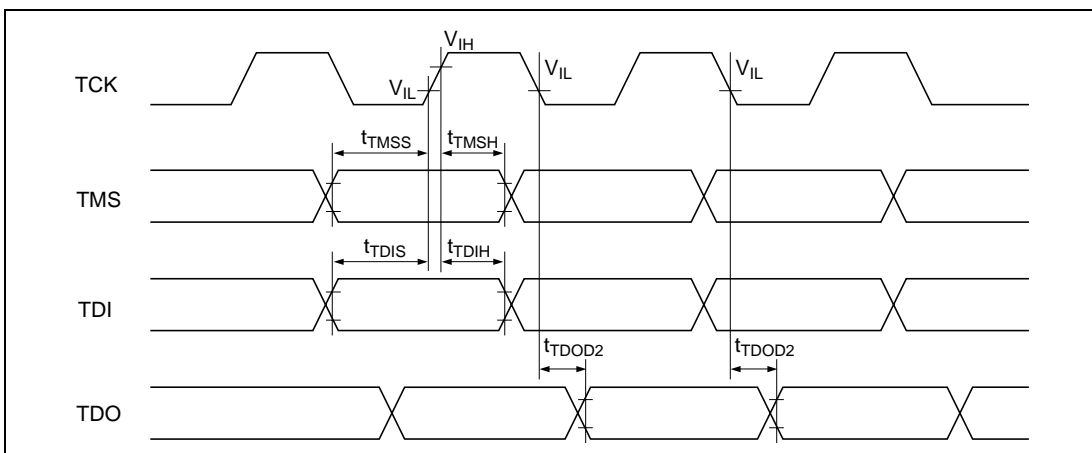 V_IH
TCK V_IL V_IL V_IL
t_TMSS t_TMSH
TMS
t_TDIS t_TDIH
TDI
t_TDOD2 t_TDOD2
TDO